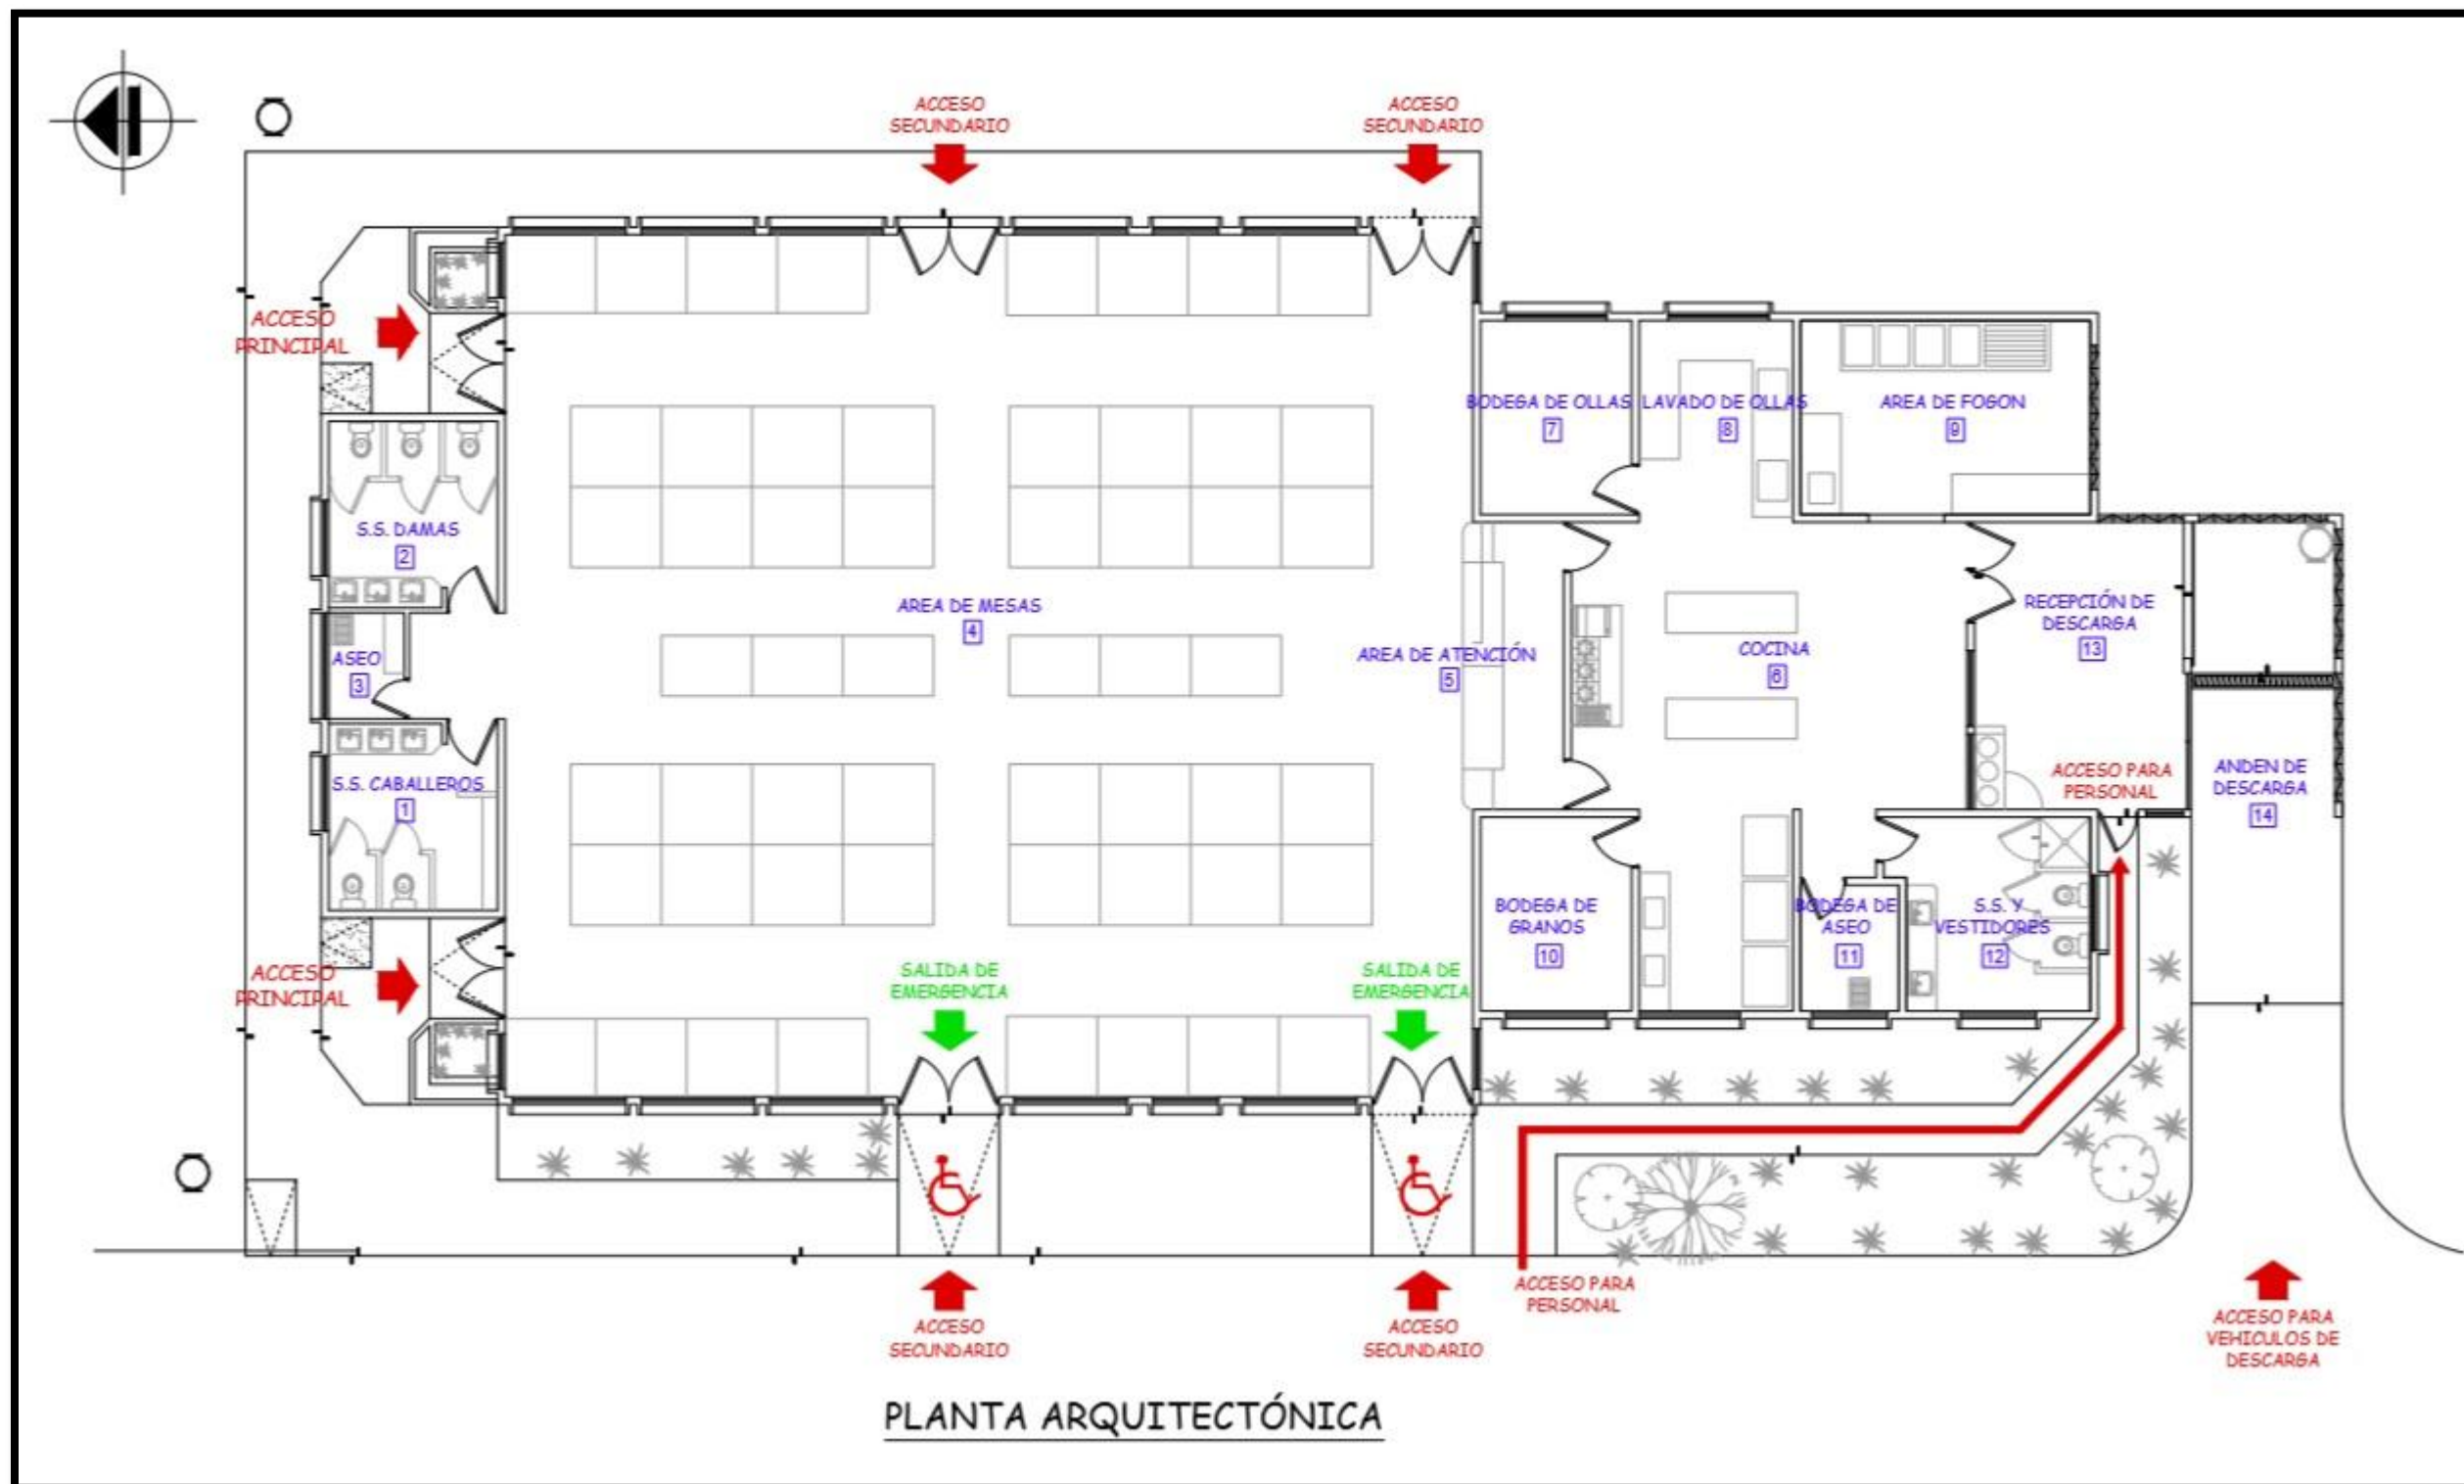 ACCESO
SECUNDARIO
ACCESO
SECUNDARIO
ACCESO
PRINCIPAL
BODEGA DE OLLAS
7
LAVADO DE OLLAS
8
AREA DE FOGON
9
S.S. DAMAS
2
AREA DE MESAS
4
RECEPCIÓN DE
DESCARGA
13
ASEO
3
AREA DE ATENCIÓN
5
COCINA
6
S.S. CABALLEROS
1
ACCESO PARA
PERSONAL
ANDEN DE
DESCARGA
14
BODEGA DE
GRANOS
10
BODEGA DE
ASEO
11
S.S. Y
VESTIDORES
12
ACCESO
PRINCIPAL
SALIDA DE
EMERGENCIA
SALIDA DE
EMERGENCIA
ACCESO
SECUNDARIO
ACCESO
SECUNDARIO
ACCESO PARA
PERSONAL
ACCESO PARA
VEHICULOS DE
DESCARGA
PLANTA ARQUITECTÓNICA